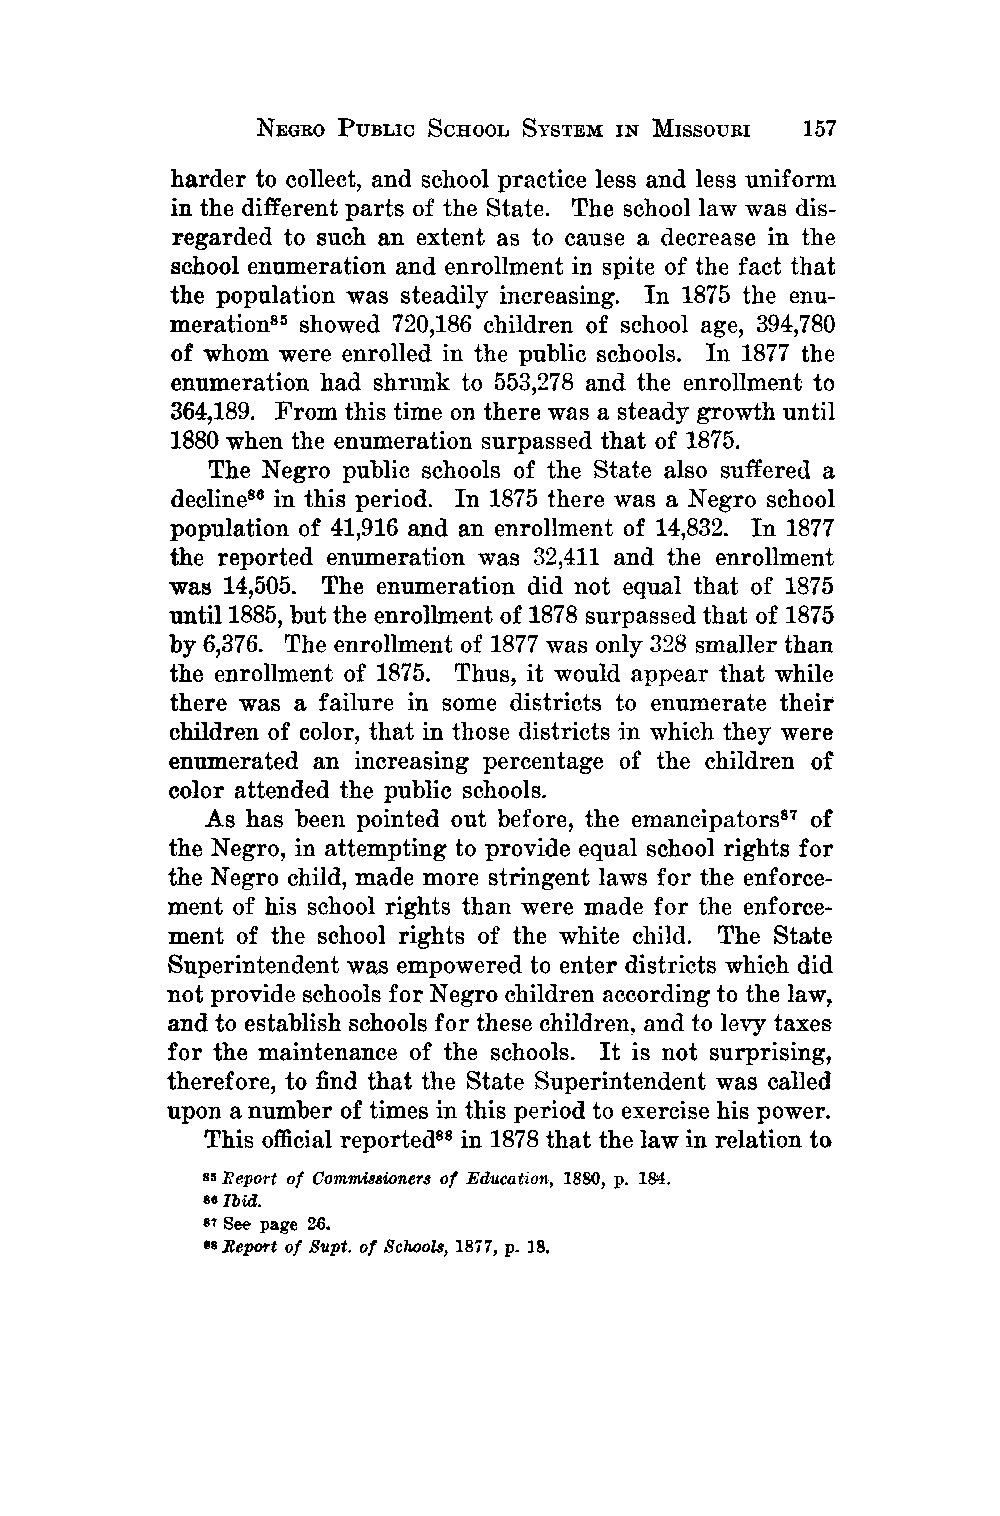 NEGRO PUBLIC SCHOOL SYSTEM IN MISSOURI 157
harder to collect, and school practice less and less uniform
in the different parts of the State. The school law was dis-
regarded to such an extent as to cause a decrease in the
school enumeration and enrollment in spite of the fact that
the population was steadily increasing. In 1875 the enu-
meration⁸⁵ showed 720,186 children of school age, 394,780
of whom were enrolled in the public schools. In 1877 the
enumeration had shrunk to 553,278 and the enrollment to
364,189. From this time on there was a steady growth until
1880 when the enumeration surpassed that of 1875.
The Negro public schools of the State also suffered a
decline⁸⁶ in this period. In 1875 there was a Negro school
population of 41,916 and an enrollment of 14,832. In 1877
the reported enumeration was 32,411 and the enrollment
was 14,505. The enumeration did not equal that of 1875
until 1885, but the enrollment of 1878 surpassed that of 1875
by 6,376. The enrollment of 1877 was only 328 smaller than
the enrollment of 1875. Thus, it would appear that while
there was a failure in some districts to enumerate their
children of color, that in those districts in which they were
enumerated an increasing percentage of the children of
color attended the public schools.
As has been pointed out before, the emancipators⁸⁷ of
the Negro, in attempting to provide equal school rights for
the Negro child, made more stringent laws for the enforce-
ment of his school rights than were made for the enforce-
ment of the school rights of the white child. The State
Superintendent was empowered to enter districts which did
not provide schools for Negro children according to the law,
and to establish schools for these children, and to levy taxes
for the maintenance of the schools. It is not surprising,
therefore, to find that the State Superintendent was called
upon a number of times in this period to exercise his power.
This official reported⁸⁸ in 1878 that the law in relation to
⁸⁵ Report of Commissioners of Education, 1880, p. 184.
⁸⁶ Ibid.
⁸⁷ See page 26.
⁸⁸ Report of Supt. of Schools, 1877, p. 18.